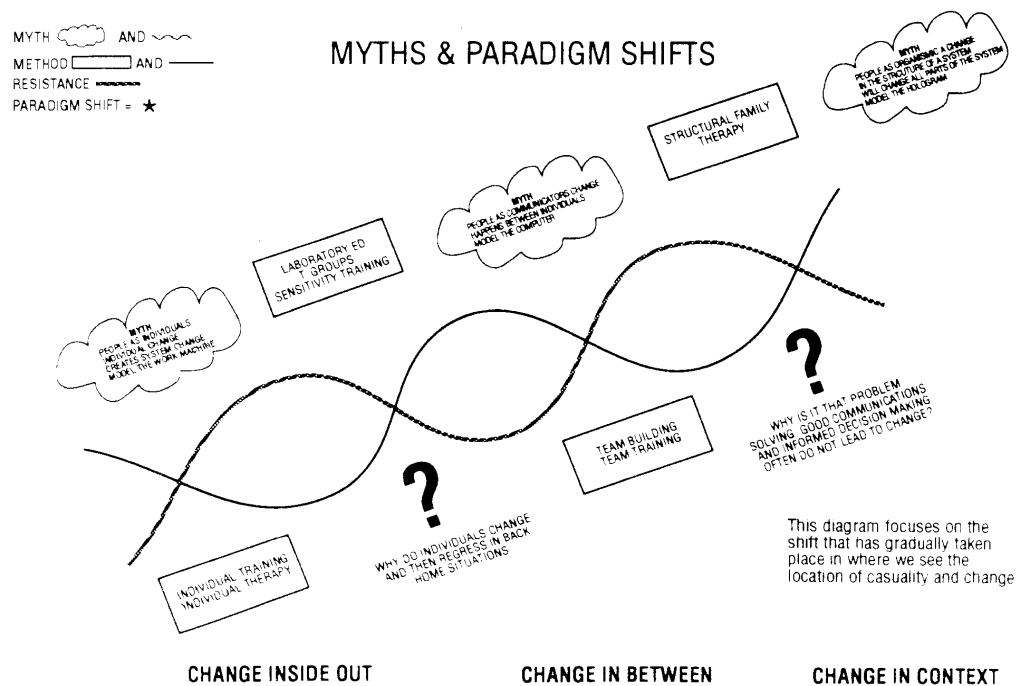 MYTH AND
METHOD AND
RESISTANCE
PARADIGM SHIFT = ★
MYTHS & PARADIGM SHIFTS
MYTH
PEOPLE AS ORGANISMIC A CHANGE
IN THE STRICUTURE OF A SYSTEM
WILL CHANGE ALL PARTS OF THE SYSTEM
MODEL THE HOLOGRAM
STRUCTURAL FAMILY
THERAPY
MYTH
PEOPLE AS COMMUNICATORS CHANGE
HAPPENS BETWEEN INDIVIDUALS
MODEL THE COMPUTER
LABORATORY ED
T. GROUPS
SENSITIVITY TRAINING
MYTH
PEOPLE AS INDIVIDUALS
INDIVIDUAL CHANGE
CREATES SYSTEM CHANGE
MODEL THE WORK MACHINE
?
WHY IS IT THAT PROBLEM
SOLVING, GOOD COMMUNICATIONS
AND INFORMED DECISION MAKING
OFTEN DO NOT LEAD TO CHANGE?
TEAM BUILDING
TEAM TRAINING
?
WHY DO INDIVIDUALS CHANGE
AND THEN REGRESS IN BACK
HOME SITUATIONS
INDIVIDUAL TRAINING
INDIVIDUAL THERAPY
This diagram focuses on the
shift that has gradually taken
place in where we see the
location of casuality and change
CHANGE INSIDE OUT
CHANGE IN BETWEEN
CHANGE IN CONTEXT